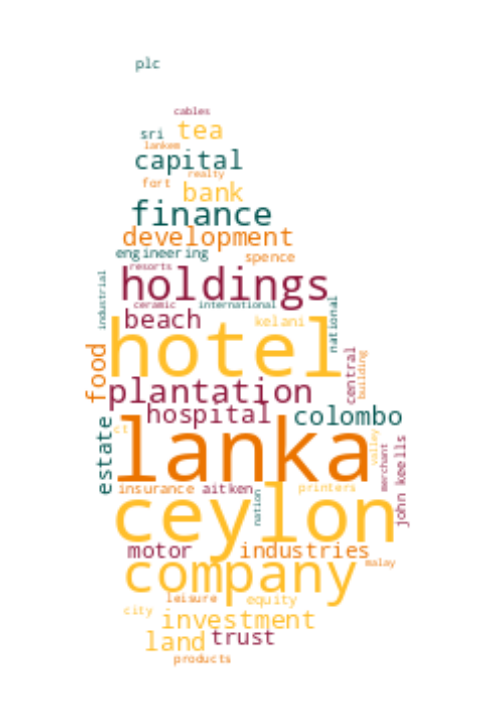 plc
cables
sri tea
lankem
capital
realty
fort bank
finance
development
engineering spence
resorts
industrial holdings
ceramic international
beach kelani national
hotel
food central building
plantation
hospital colombo
estate ct lanka valley merchant john keells
insurance aitken printers
ceylon nation
motor industries
company malay
leisure equity
city investment
land trust
products